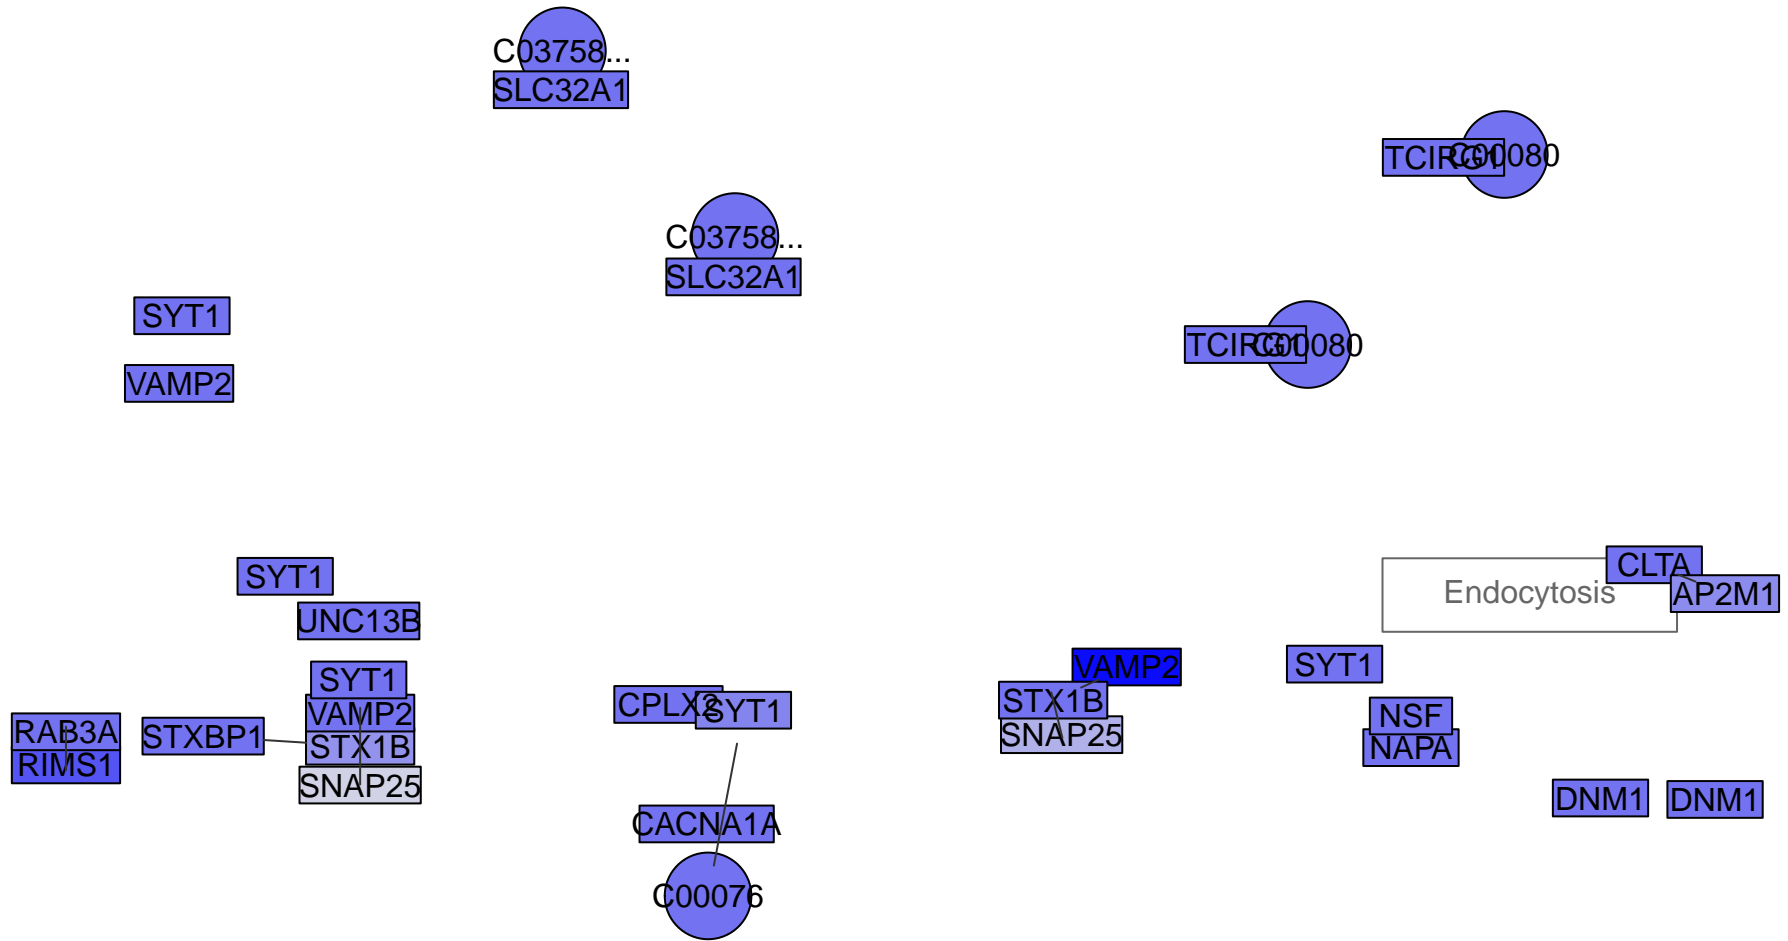 C03758...
SLC32A1
TCIRG1
C00080
C03758...
SLC32A1
SYT1
TCIRG1
C00080
VAMP2
SYT1
CLTA
Endocytosis
AP2M1
UNC13B
SYT1
VAMP2
SYT1
STX1B
CPLX2
SYT1
VAMP2
NSF
RAB3A
STXBP1
STX1B
SNAP25
NAPA
RIMS1
SNAP25
DNM1
DNM1
CACNA1A
C00076